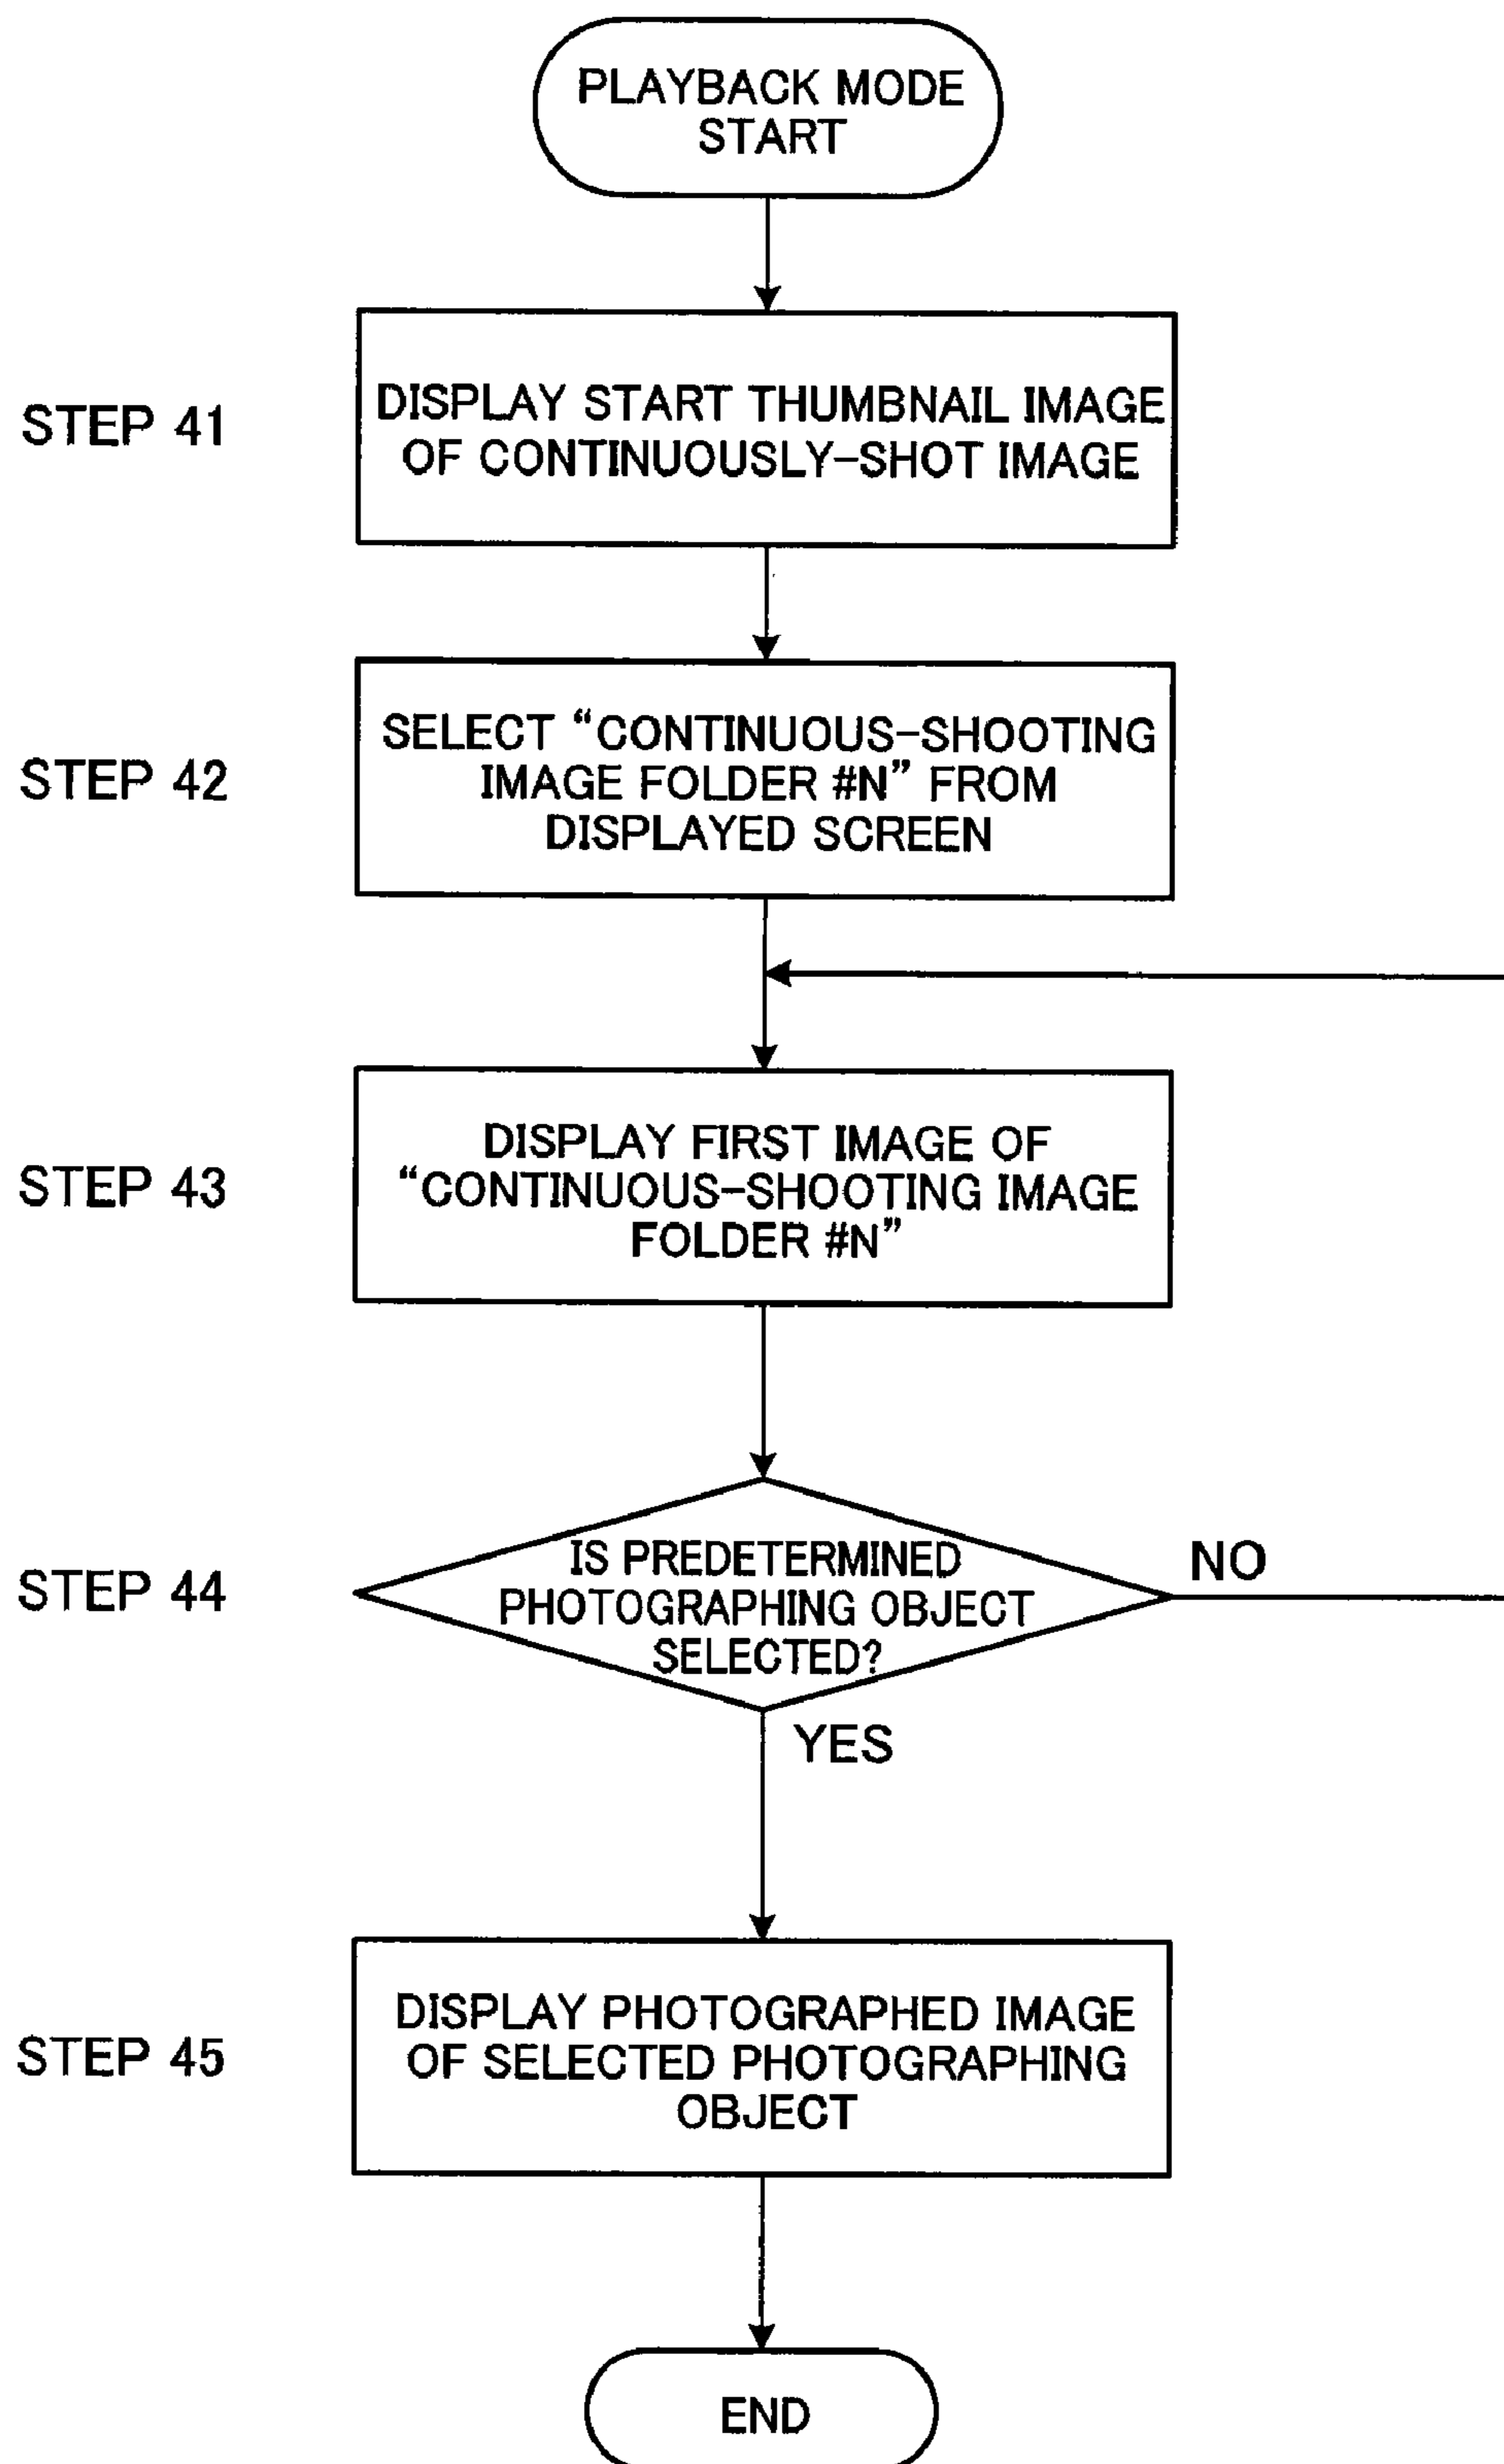 PLAYBACK MODE
START
STEP 41
DISPLAY START THUMBNAIL IMAGE
OF CONTINUOUSLY-SHOT IMAGE
STEP 42
SELECT “CONTINUOUS-SHOOTING
IMAGE FOLDER #N” FROM
DISPLAYED SCREEN
STEP 43
DISPLAY FIRST IMAGE OF
“CONTINUOUS-SHOOTING IMAGE
FOLDER #N”
STEP 44
IS PREDETERMINED
PHOTOGRAPHING OBJECT
SELECTED?
NO
YES
STEP 45
DISPLAY PHOTOGRAPHED IMAGE
OF SELECTED PHOTOGRAPHING
OBJECT
END